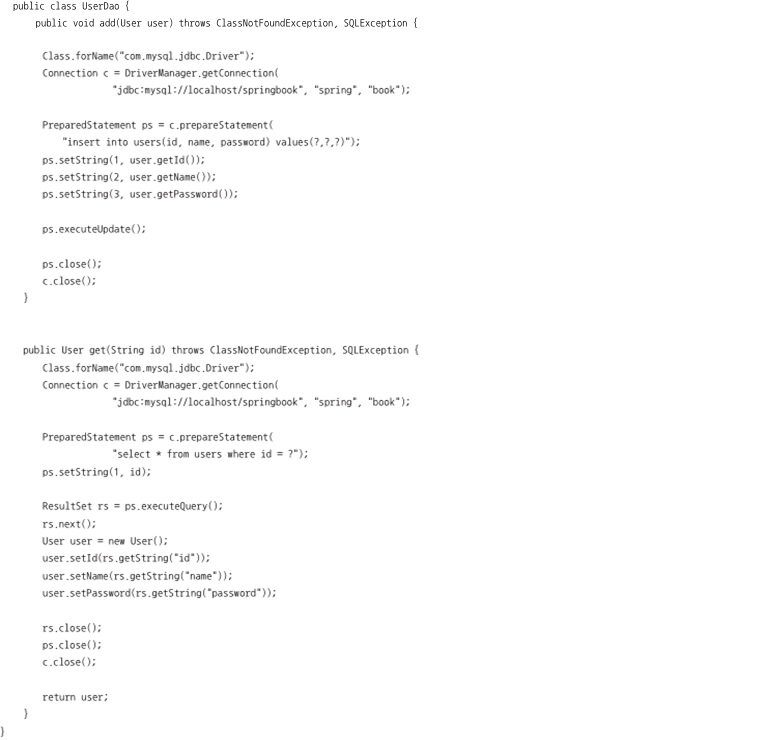 public class UserDao {
public void add(User user) throws ClassNotFoundException, SQLException {
Class.forName("com.mysql.jdbc.Driver");
Connection c = DriverManager.getConnection(
"jdbc:mysql://localhost/springbook", "spring", "book");
PreparedStatement ps = c.prepareStatement(
"insert into users(id, name, password) values(?,?,?)");
ps.setString(1, user.getId());
ps.setString(2, user.getName());
ps.setString(3, user.getPassword());
ps.executeUpdate();
ps.close();
c.close();
}
public User get(String id) throws ClassNotFoundException, SQLException {
Class.forName("com.mysql.jdbc.Driver");
Connection c = DriverManager.getConnection(
"jdbc:mysql://localhost/springbook", "spring", "book");
PreparedStatement ps = c.prepareStatement(
"select * from users where id = ?");
ps.setString(1, id);
ResultSet rs = ps.executeQuery();
rs.next();
User user = new User();
user.setId(rs.getString("id"));
user.setName(rs.getString("name"));
user.setPassword(rs.getString("password"));
rs.close();
ps.close();
c.close();
return user;
}
}